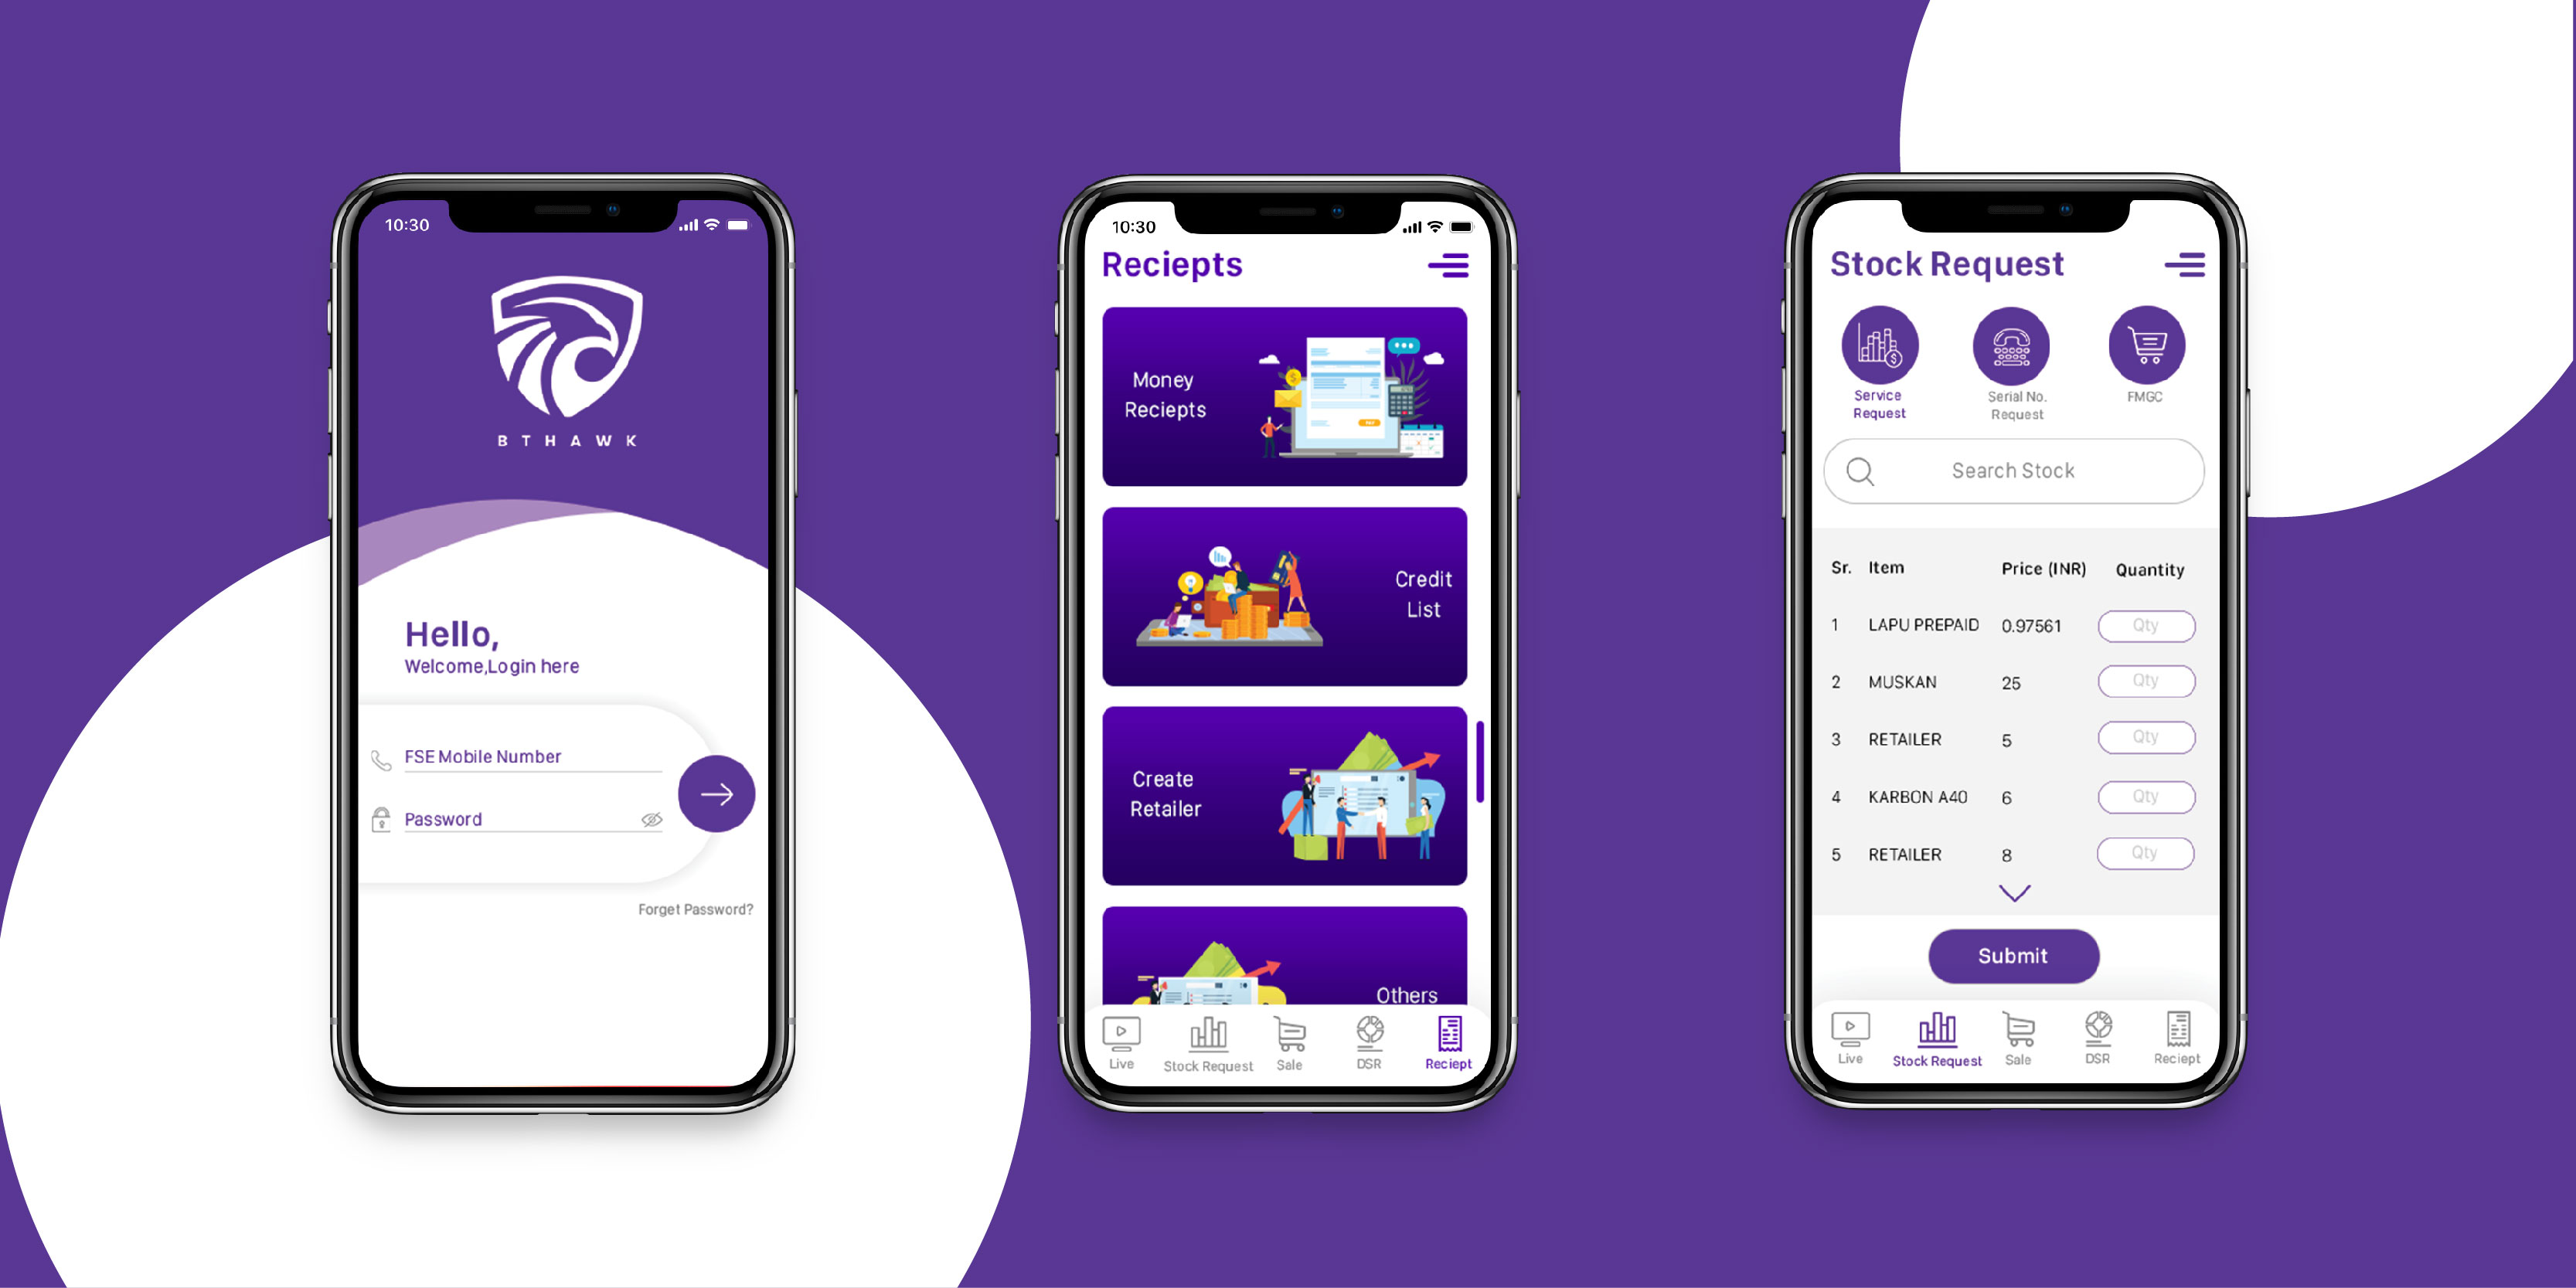 10:30
BTHAWK
Hello,
Welcome,Login here
FSE Mobile Number
Password
Forget Password?
10:30
Reciepts
Money
Reciepts
Credit
List
Create
Retailer
Others
Live
Stock Request
Sale
DSR
Reciept
Stock Request
Service
Request
Serial No.
Request
FMGC
Search Stock
Sr. Item Price (INR) Quantity
1 LAPU PREPAID 0.97561 Qty
2 MUSKAN 25 Qty
3 RETAILER 5 Qty
4 KARBON A40 6 Qty
5 RETAILER 8 Qty
Submit
Live
Stock Request
Sale
DSR
Reciept